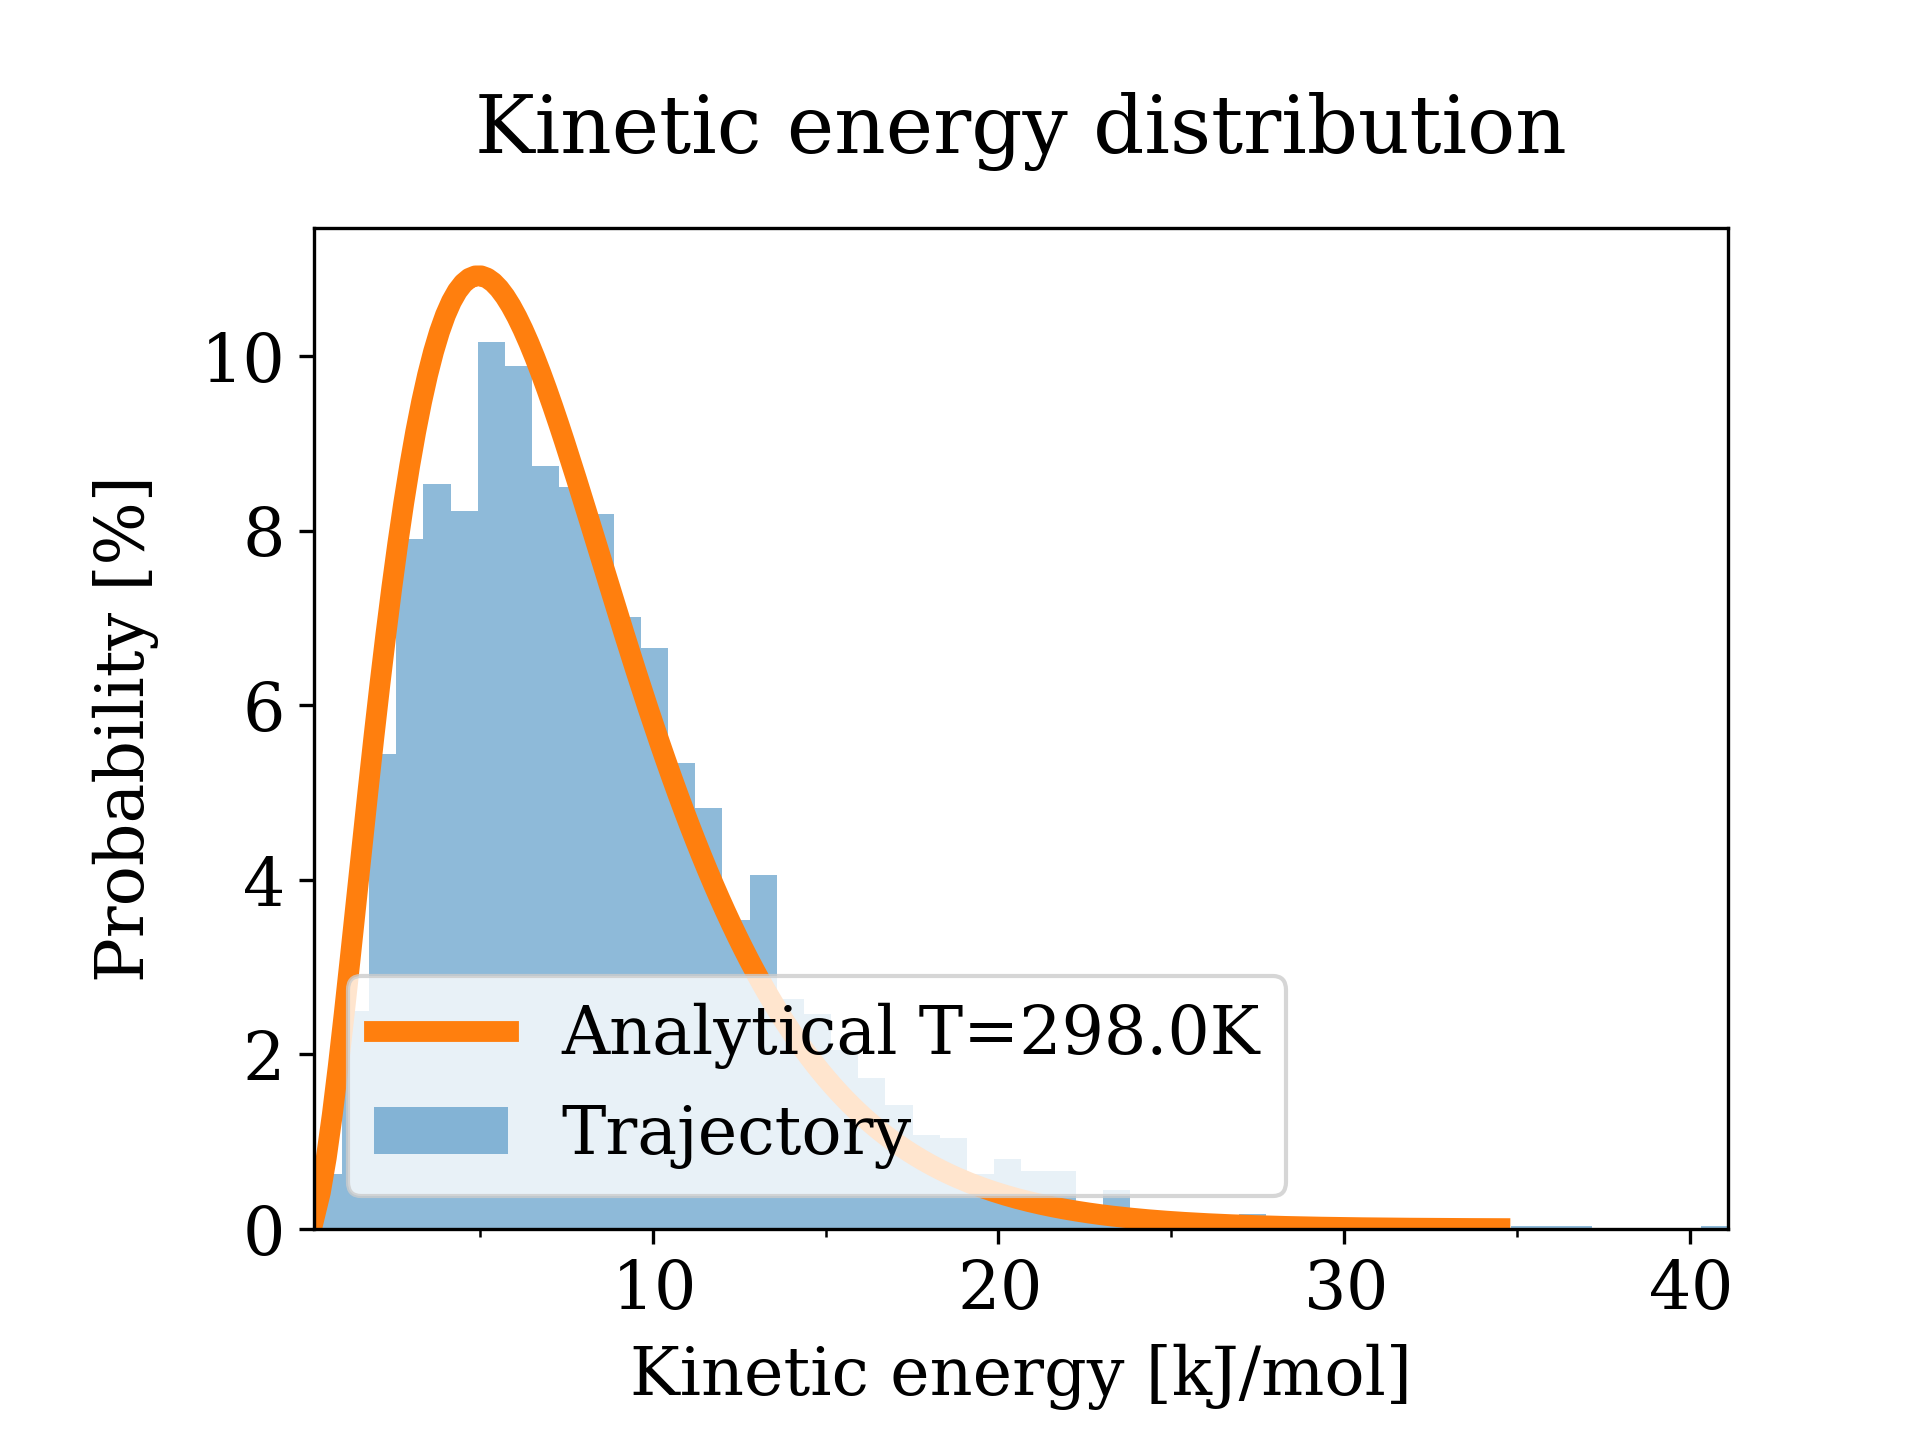 Kinetic energy distribution
Probability [%]
10
8
6
4
2
0
Analytical T=298.0K
Trajectory
10 20 30 40
Kinetic energy [kJ/mol]